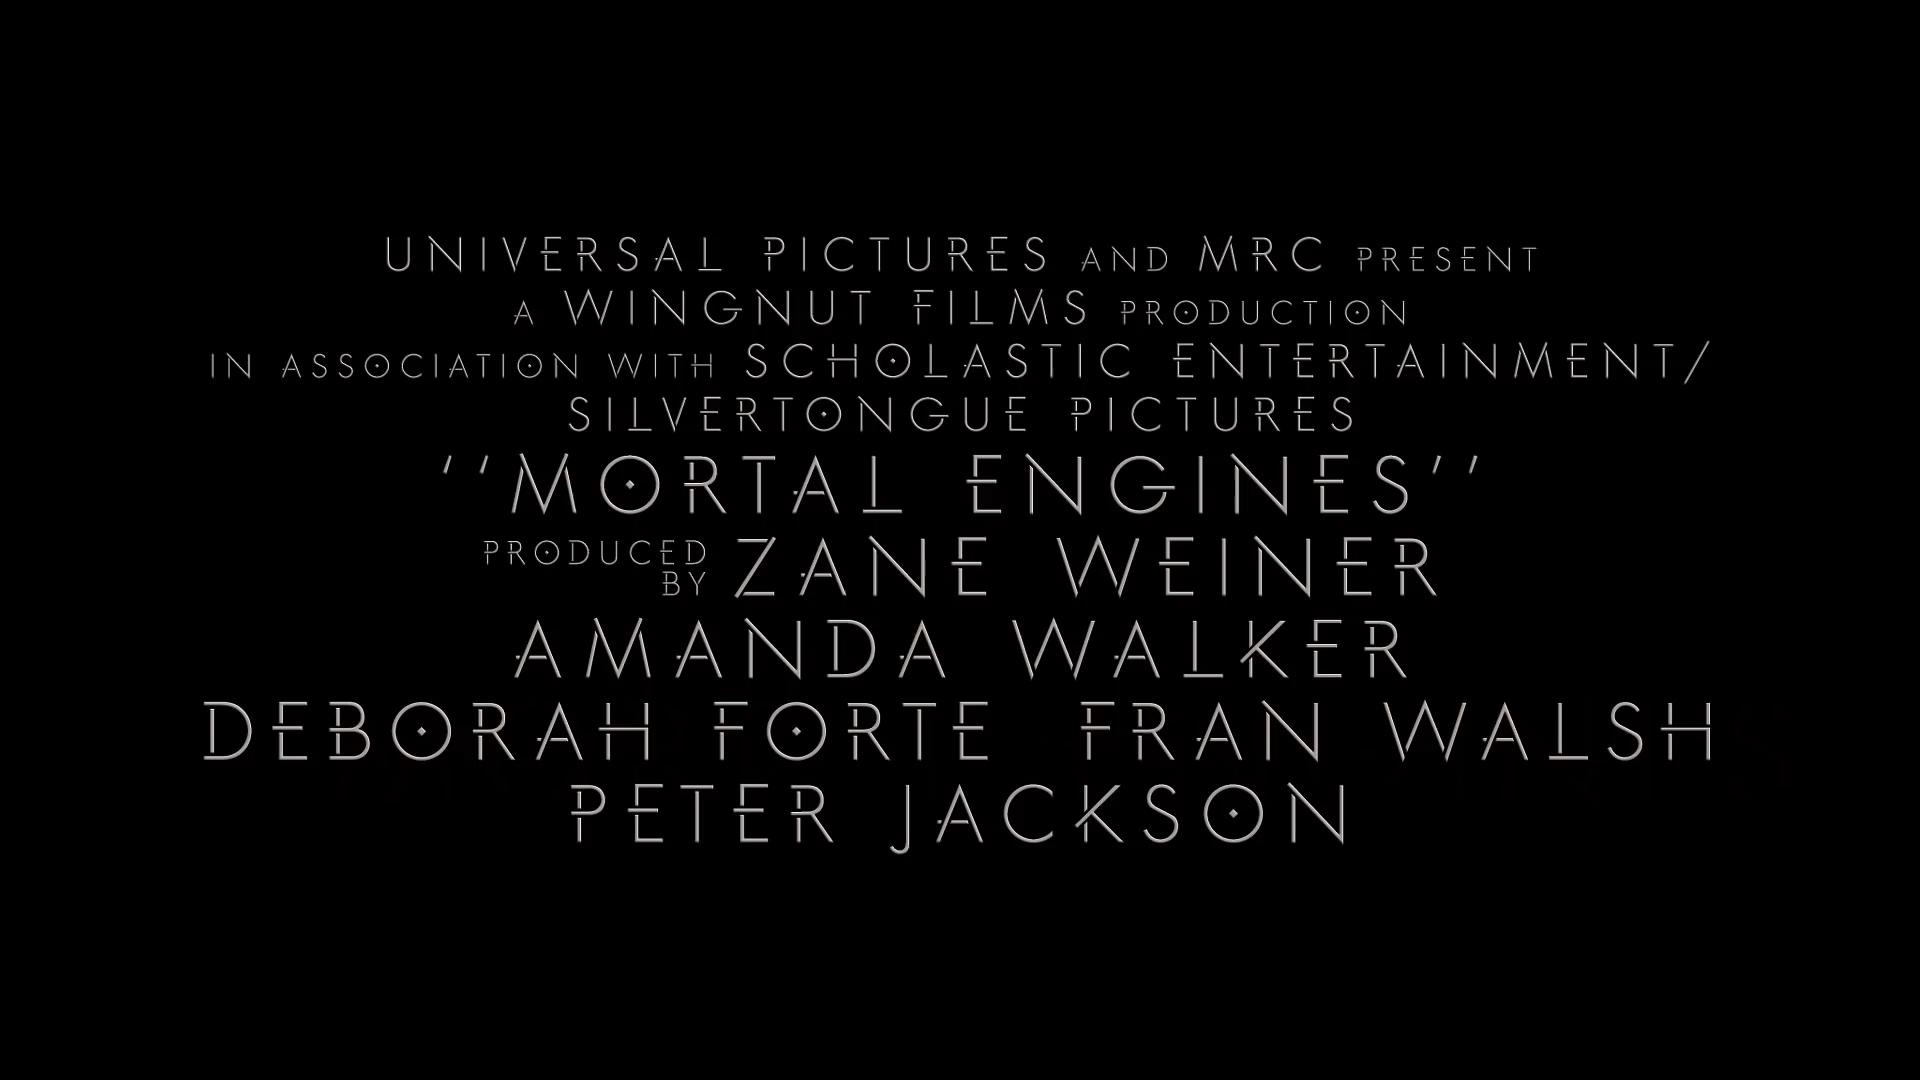 UNIVERSAL PICTURES AND MRC PRESENT
A WINGNUT FILMS PRODUCTION
IN ASSOCIATION WITH SCHOLASTIC ENTERTAINMENT/
SILVERTONGUE PICTURES
''MORTAL ENGINES''
PRODUCED BY ZANE WEINER
AMANDA WALKER
DEBORAH FORTE FRAN WALSH
PETER JACKSON